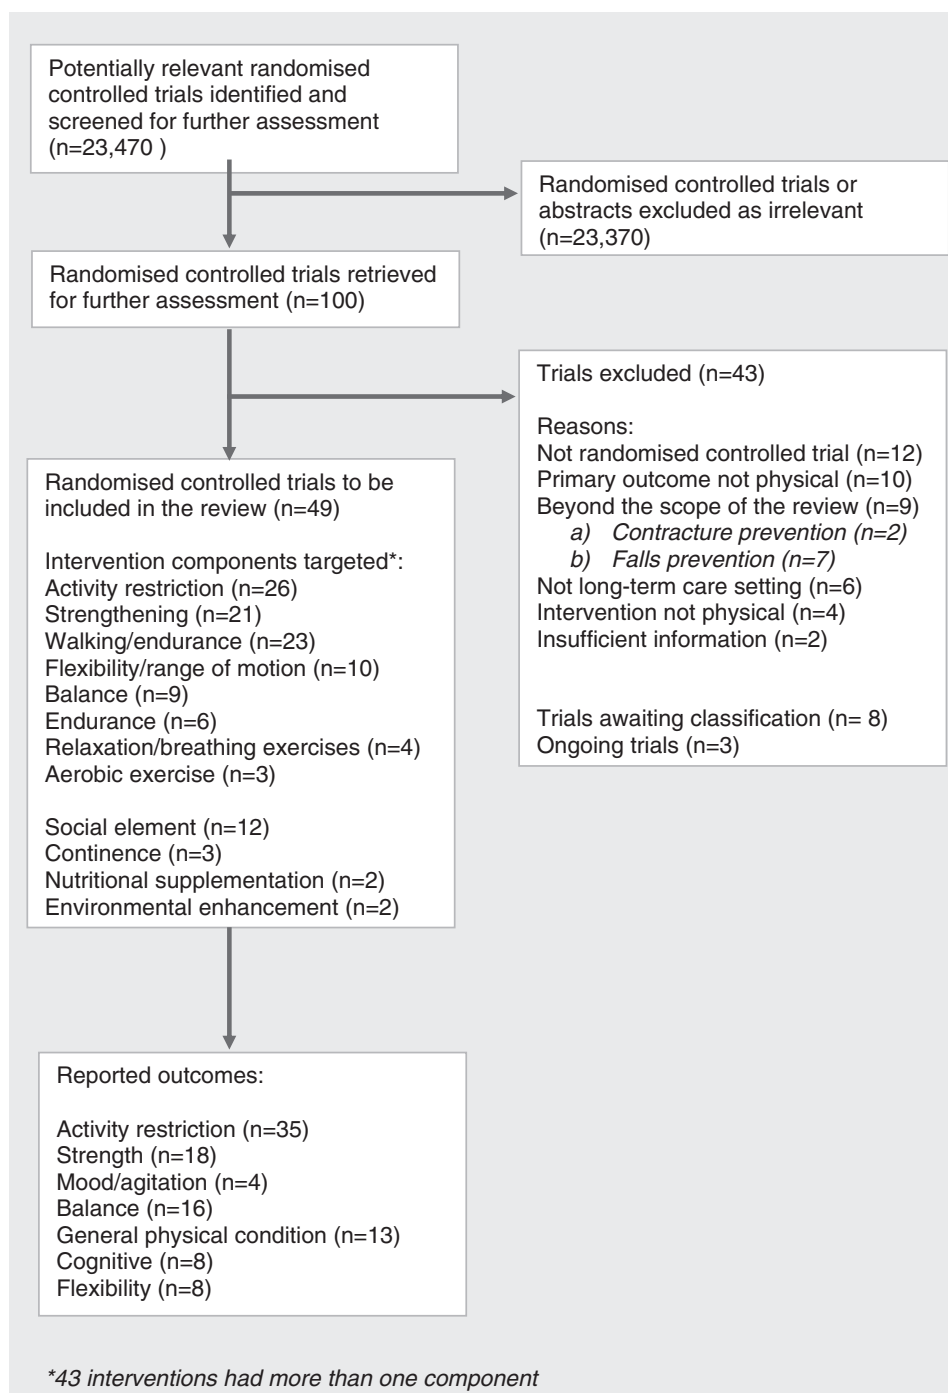 Potentially relevant randomised
controlled trials identified and
screened for further assessment
(n=23,470 )
Randomised controlled trials or
abstracts excluded as irrelevant
(n=23,370)
Randomised controlled trials retrieved
for further assessment (n=100)
Trials excluded (n=43)
Reasons:
Not randomised controlled trial (n=12)
Primary outcome not physical (n=10)
Beyond the scope of the review (n=9)
a) Contracture prevention (n=2)
b) Falls prevention (n=7)
Not long-term care setting (n=6)
Intervention not physical (n=4)
Insufficient information (n=2)
Trials awaiting classification (n= 8)
Ongoing trials (n=3)
Randomised controlled trials to be
included in the review (n=49)
Intervention components targeted*:
Activity restriction (n=26)
Strengthening (n=21)
Walking/endurance (n=23)
Flexibility/range of motion (n=10)
Balance (n=9)
Endurance (n=6)
Relaxation/breathing exercises (n=4)
Aerobic exercise (n=3)
Social element (n=12)
Continence (n=3)
Nutritional supplementation (n=2)
Environmental enhancement (n=2)
Reported outcomes:
Activity restriction (n=35)
Strength (n=18)
Mood/agitation (n=4)
Balance (n=16)
General physical condition (n=13)
Cognitive (n=8)
Flexibility (n=8)
*43 interventions had more than one component